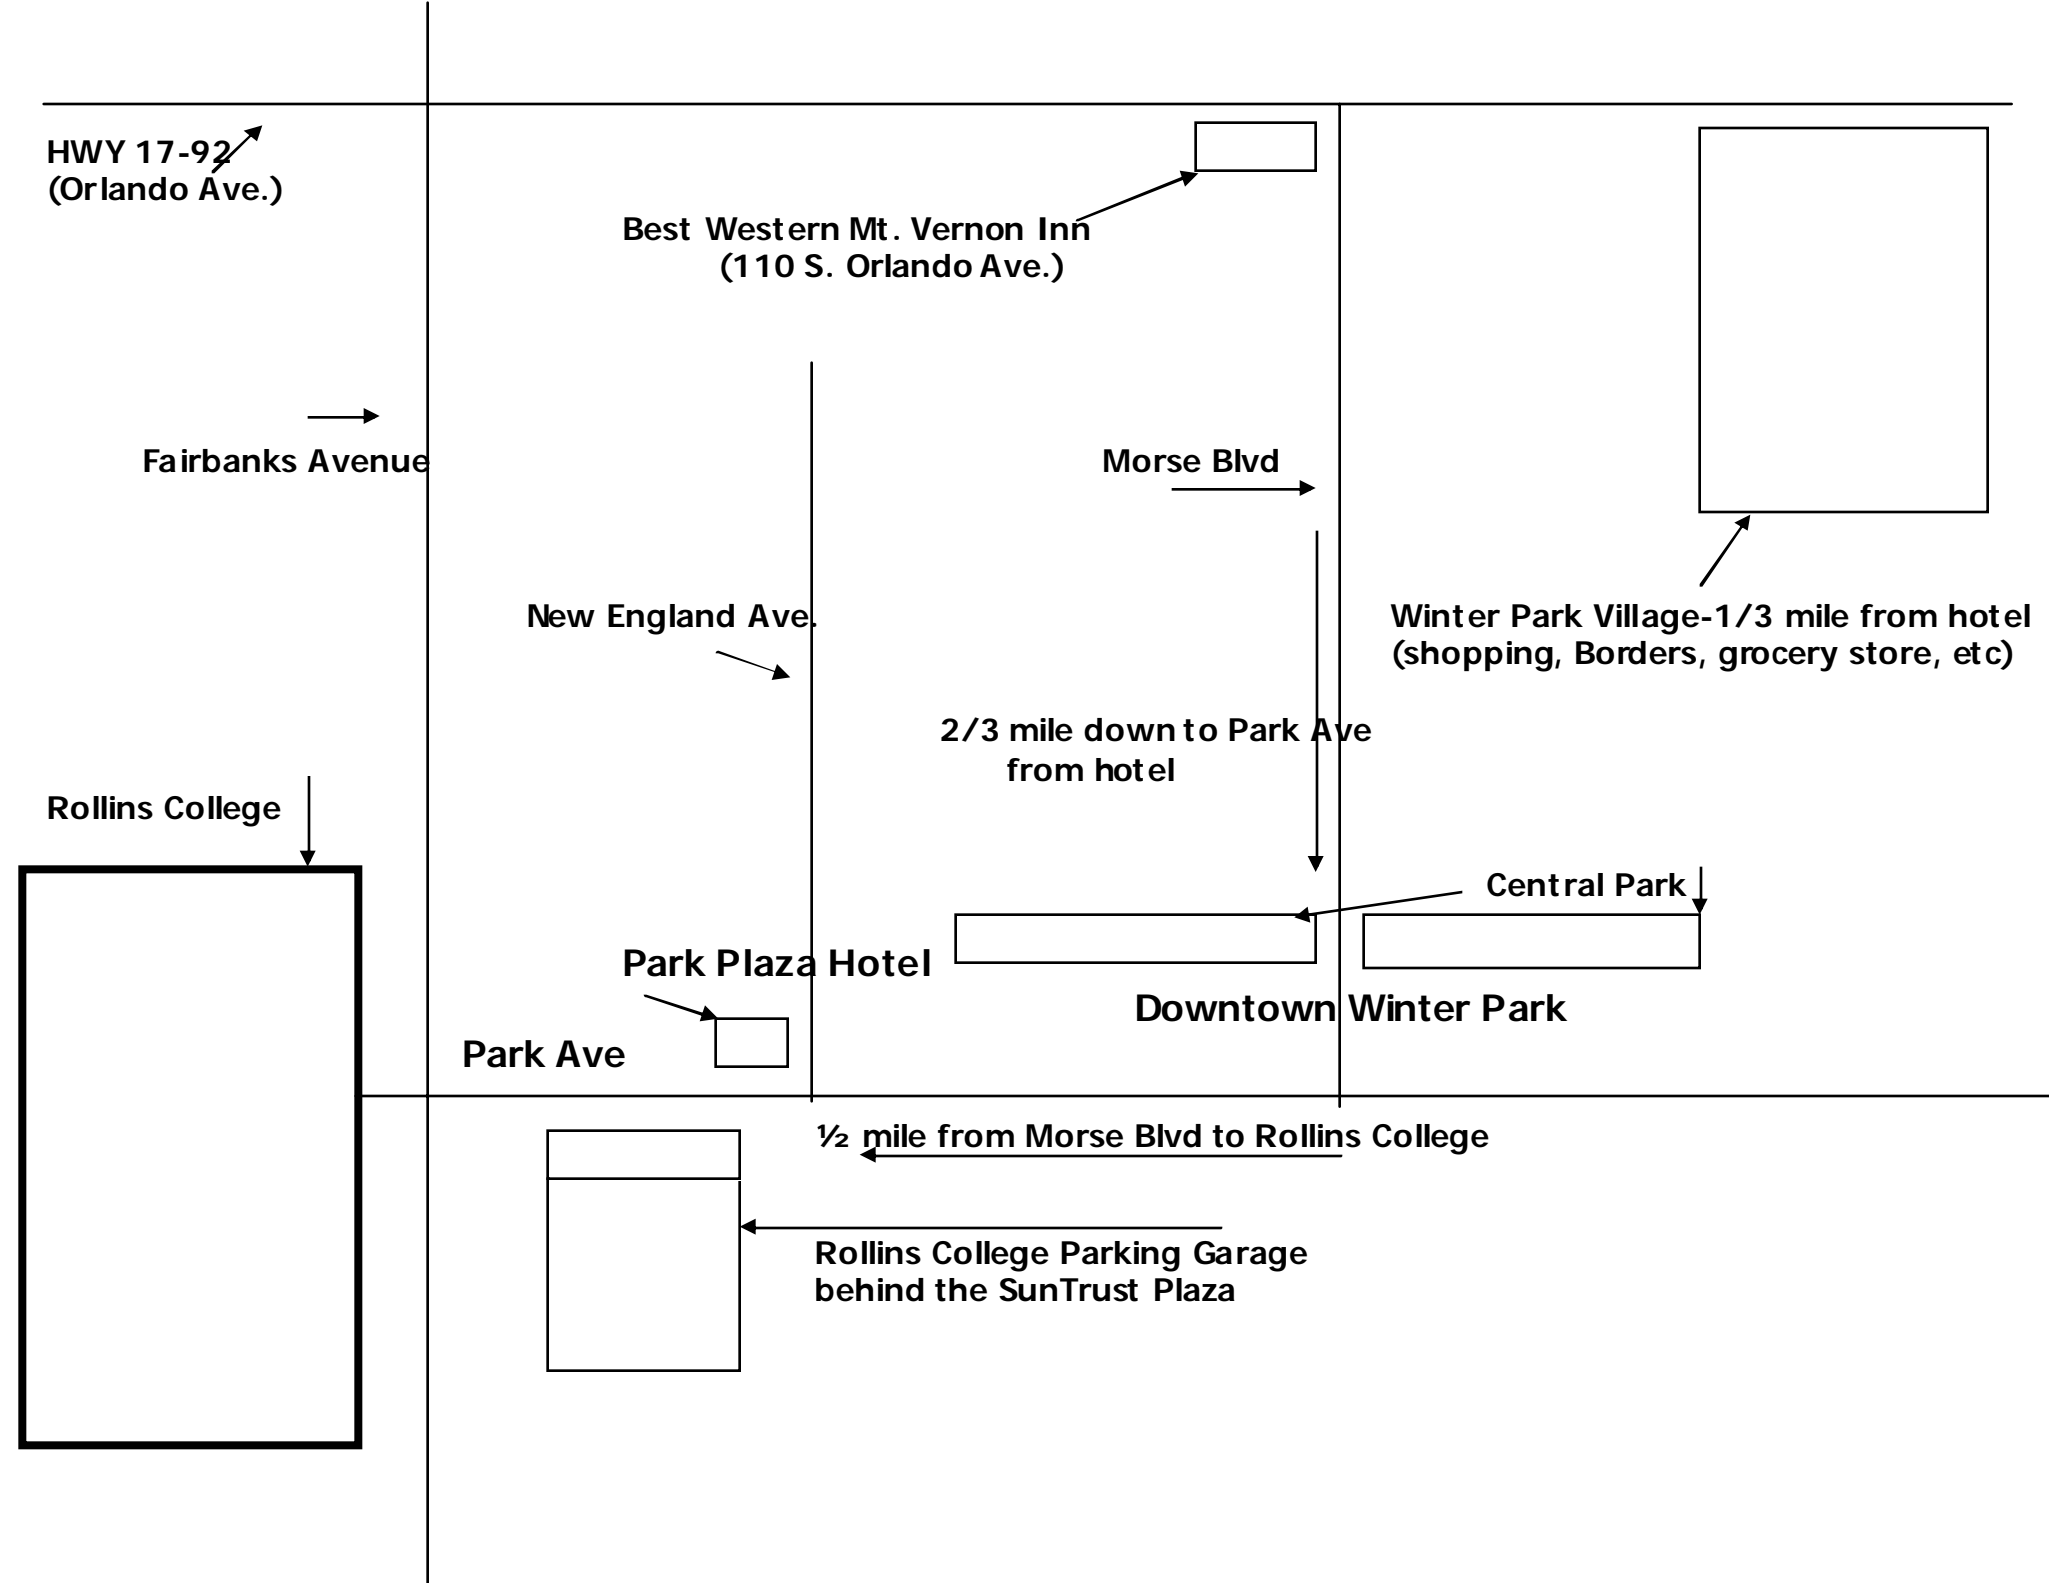 HWY 17-92
(Orlando Ave.)
Best Western Mt. Vernon Inn
(110 S. Orlando Ave.)
Fairbanks Avenue
Morse Blvd
New England Ave.
Winter Park Village-1/3 mile from hotel
(shopping, Borders, grocery store, etc)
2/3 mile down to Park Ave
from hotel
Rollins College
Central Park
Park Plaza Hotel
Downtown Winter Park
Park Ave
½ mile from Morse Blvd to Rollins College
Rollins College Parking Garage
behind the SunTrust Plaza